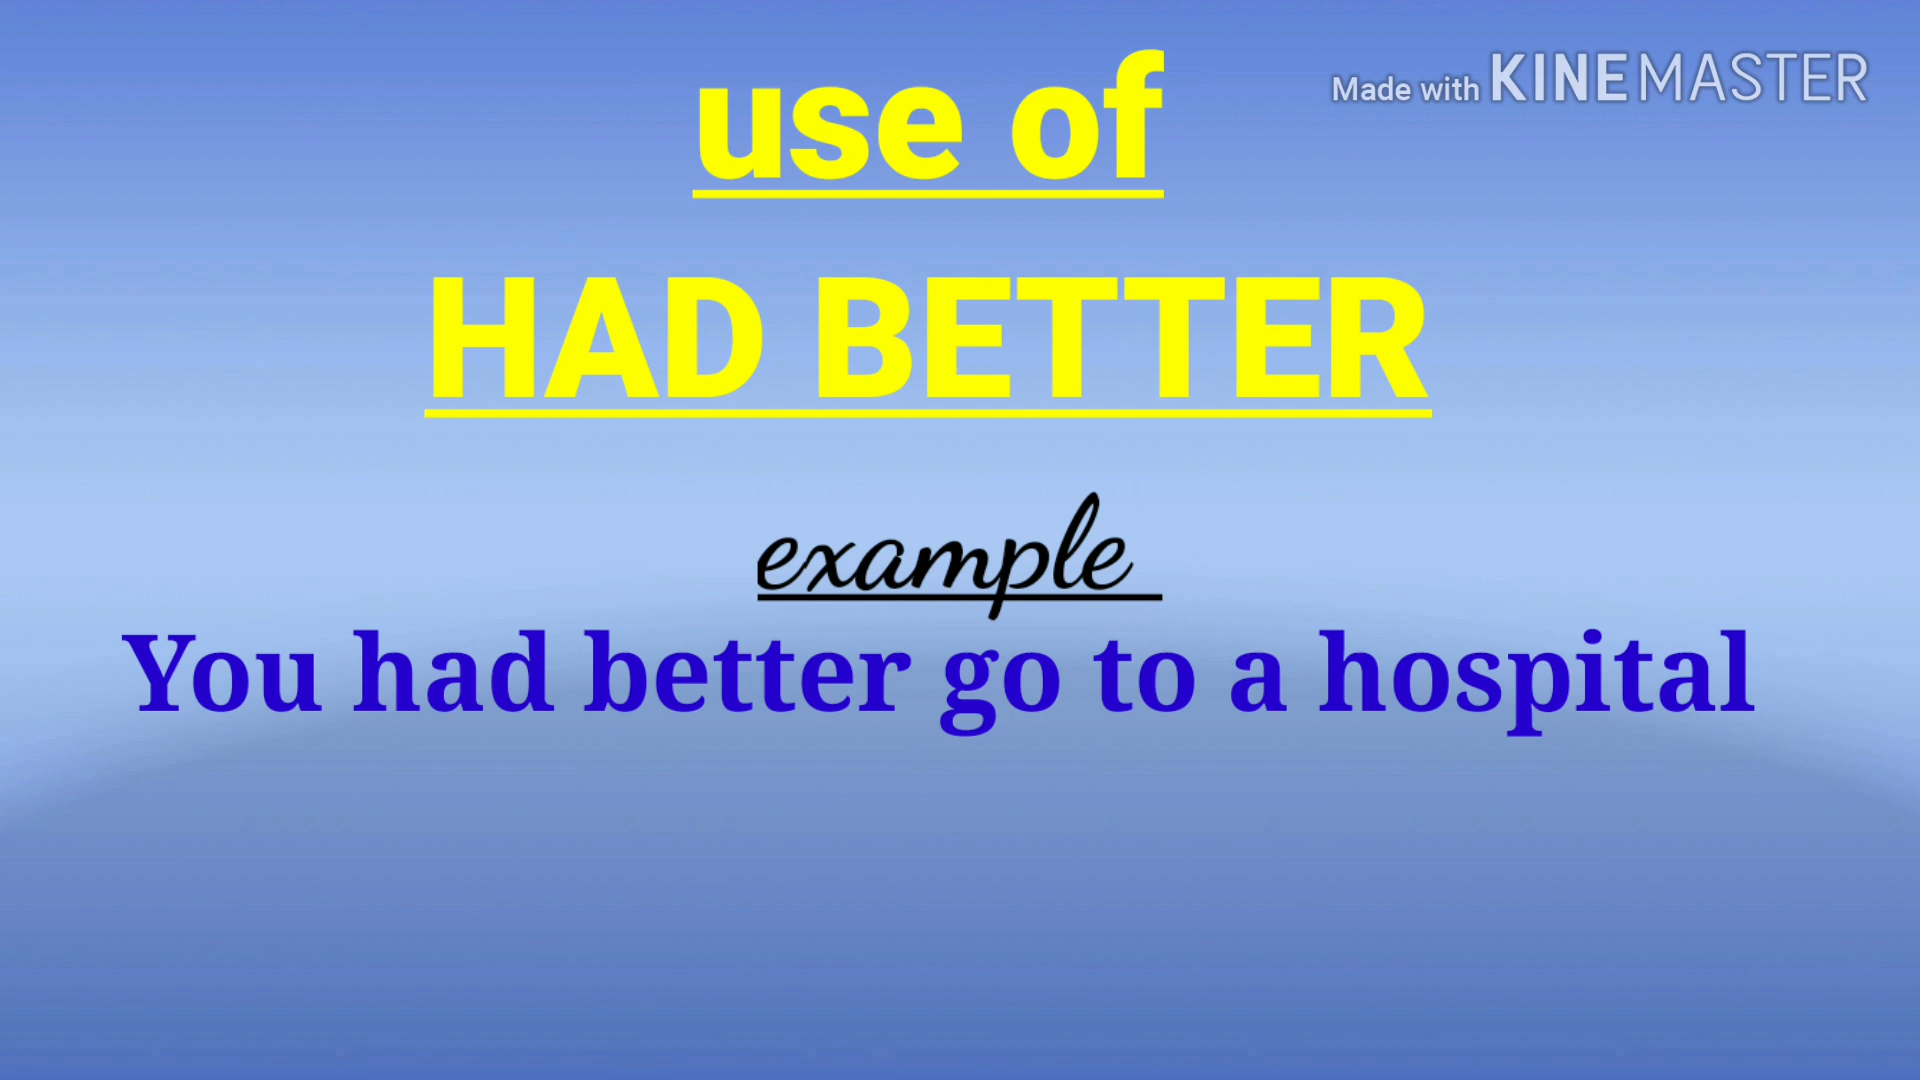 use of
Made with KINEMASTER
HAD BETTER
example
You had better go to a hospital